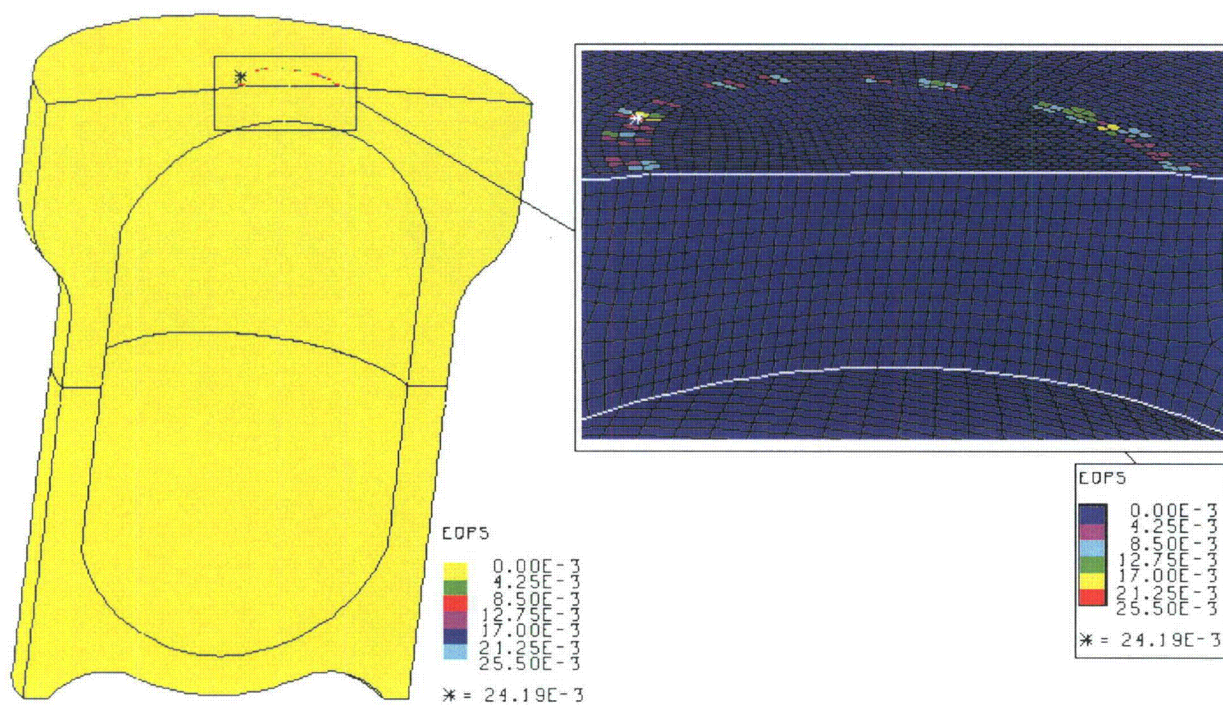 EQPS
0.00E-3
4.25E-3
8.50E-3
12.75E-3
17.00E-3
21.25E-3
25.50E-3
* = 24.19E-3
EQPS
0.00E-3
4.25E-3
8.50E-3
12.75E-3
17.00E-3
21.25E-3
25.50E-3
* = 24.19E-3